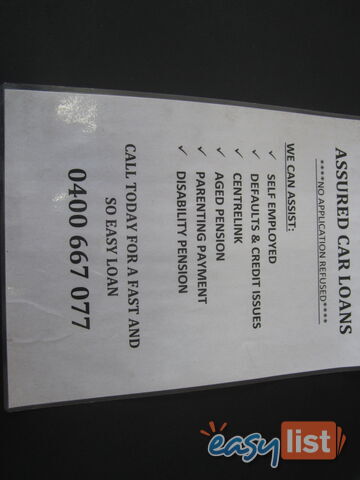 ASSURED CAR LOANS
****NO APPLICATION REFUSED****
WE CAN ASSIST:
✓ SELF EMPLOYED
✓ DEFAULTS & CREDIT ISSUES
✓ CENTRELINK
✓ AGED PENSION
✓ PARENTING PAYMENT
✓ DISABILITY PENSION
CALL TODAY FOR A FAST AND
SO EASY LOAN
0400 667 077
easylist